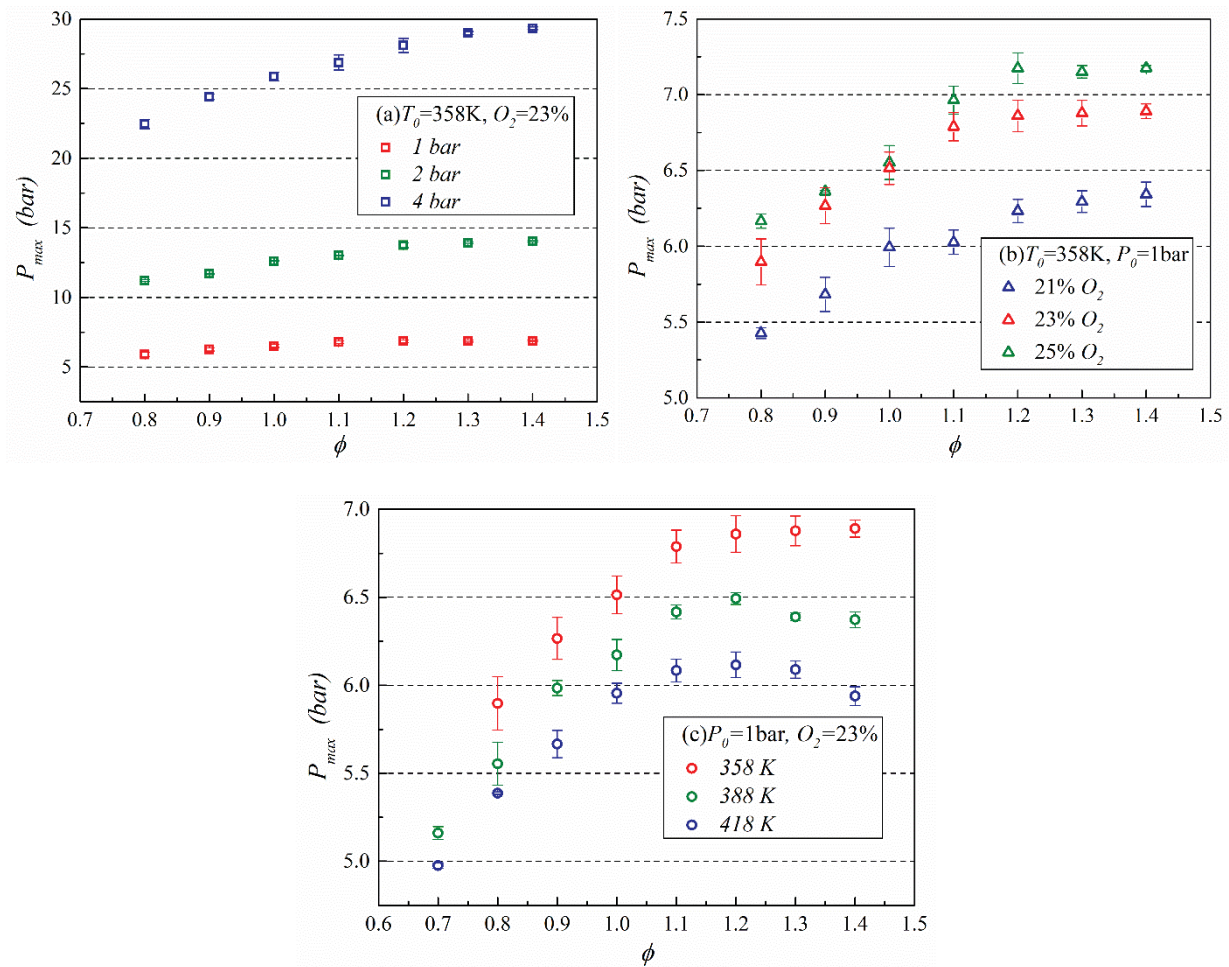 30
25
20
15
10
5
P_max (bar)
(a)T_0=358K, O_2=23%
1 bar
2 bar
4 bar
0.7 0.8 0.9 1.0 1.1 1.2 1.3 1.4 1.5
ϕ
7.5
7.0
6.5
6.0
5.5
5.0
P_max (bar)
(b)T_0=358K, P_0=1bar
21% O_2
23% O_2
25% O_2
0.7 0.8 0.9 1.0 1.1 1.2 1.3 1.4 1.5
ϕ
7.0
6.5
6.0
5.5
5.0
P_max (bar)
(c)P_0=1bar, O_2=23%
358 K
388 K
418 K
0.6 0.7 0.8 0.9 1.0 1.1 1.2 1.3 1.4 1.5
ϕ